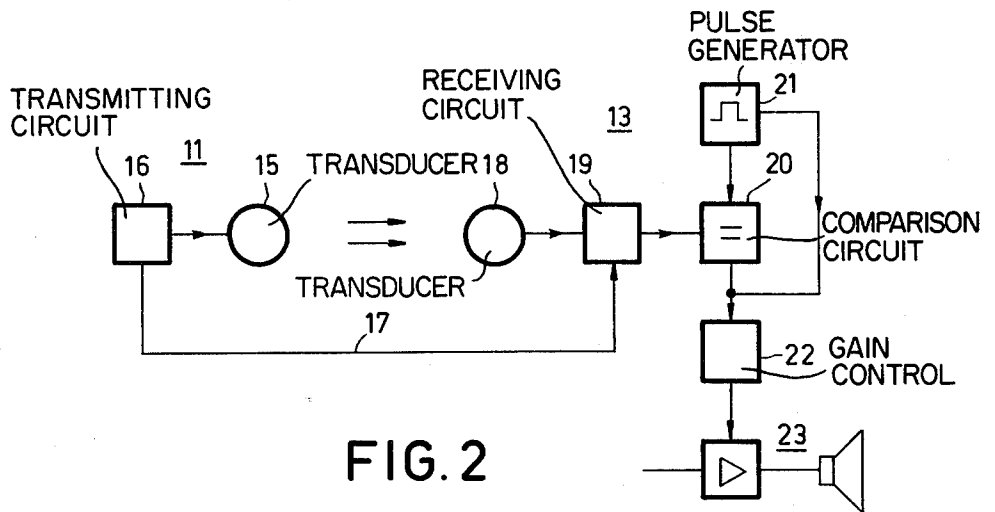 PULSE
GENERATOR
21
RECEIVING
CIRCUIT
13
TRANSMITTING
CIRCUIT
11
16
15
TRANSDUCER
18
19
20
TRANSDUCER
COMPARISON
CIRCUIT
17
22
GAIN
CONTROL
23
FIG. 2